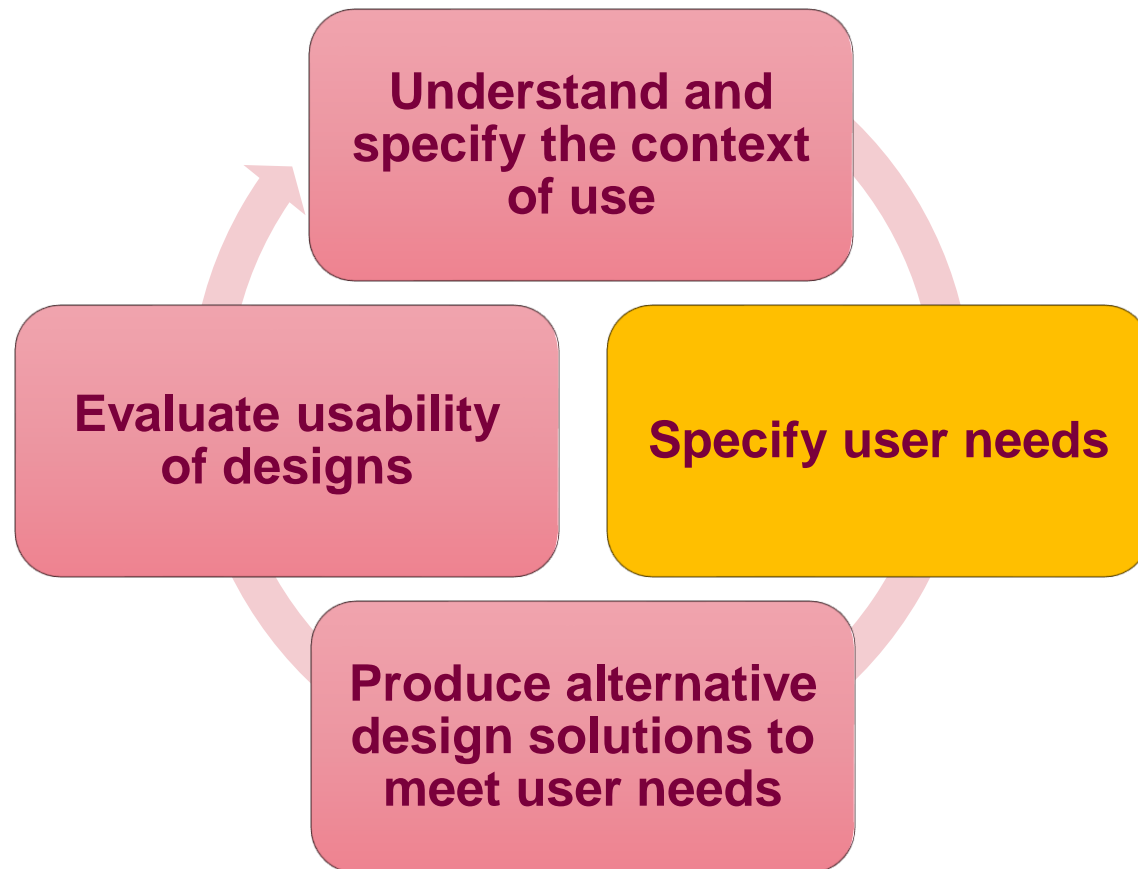 Understand and
specify the context
of use
Specify user needs
Produce alternative
design solutions to
meet user needs
Evaluate usability
of designs